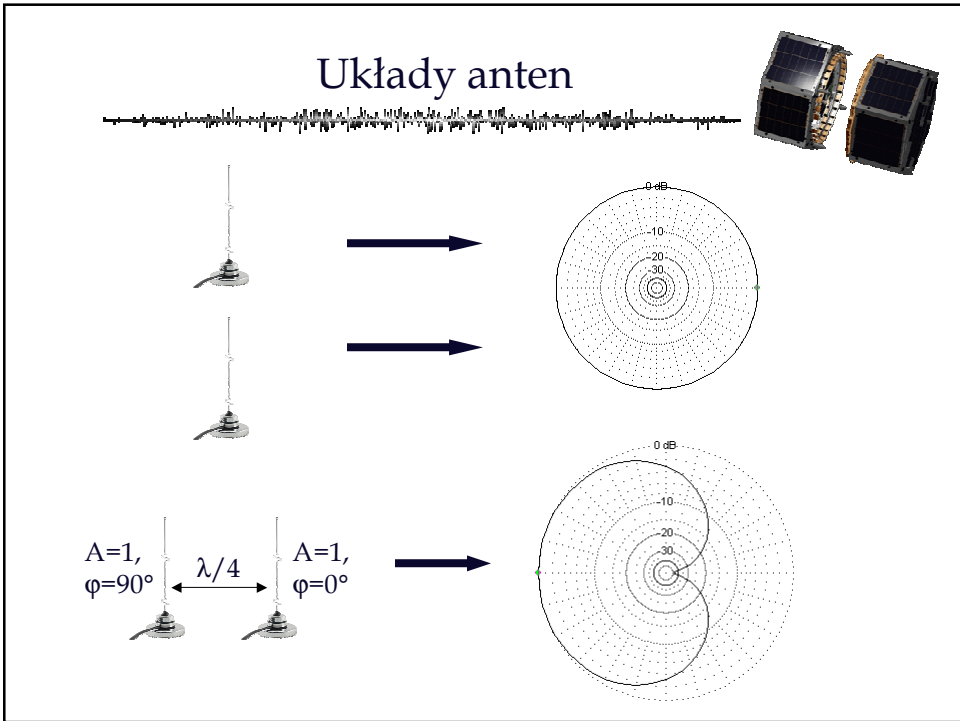 Układy anten
0 dB
-10
-20
-30
0 dB
-10
-20
-30
A=1,
φ=90°
λ/4
A=1,
φ=0°